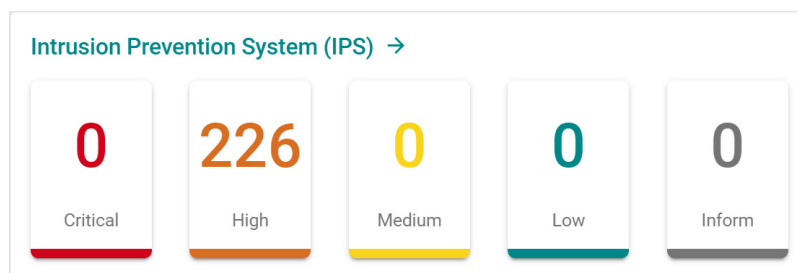 Intrusion Prevention System (IPS) →
0 226 0 0 0
Critical High Medium Low Inform